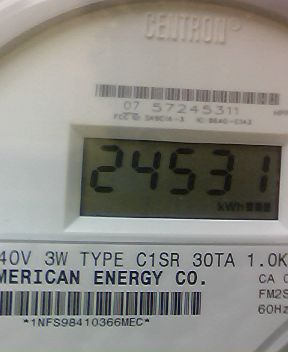 CENTRON®
07 57245311
24531
kWh
40V 3W TYPE C1SR 30TA 1.0K
MERICAN ENERGY CO.
CA
FM2S
60Hz
*1NFS98410366MEC*